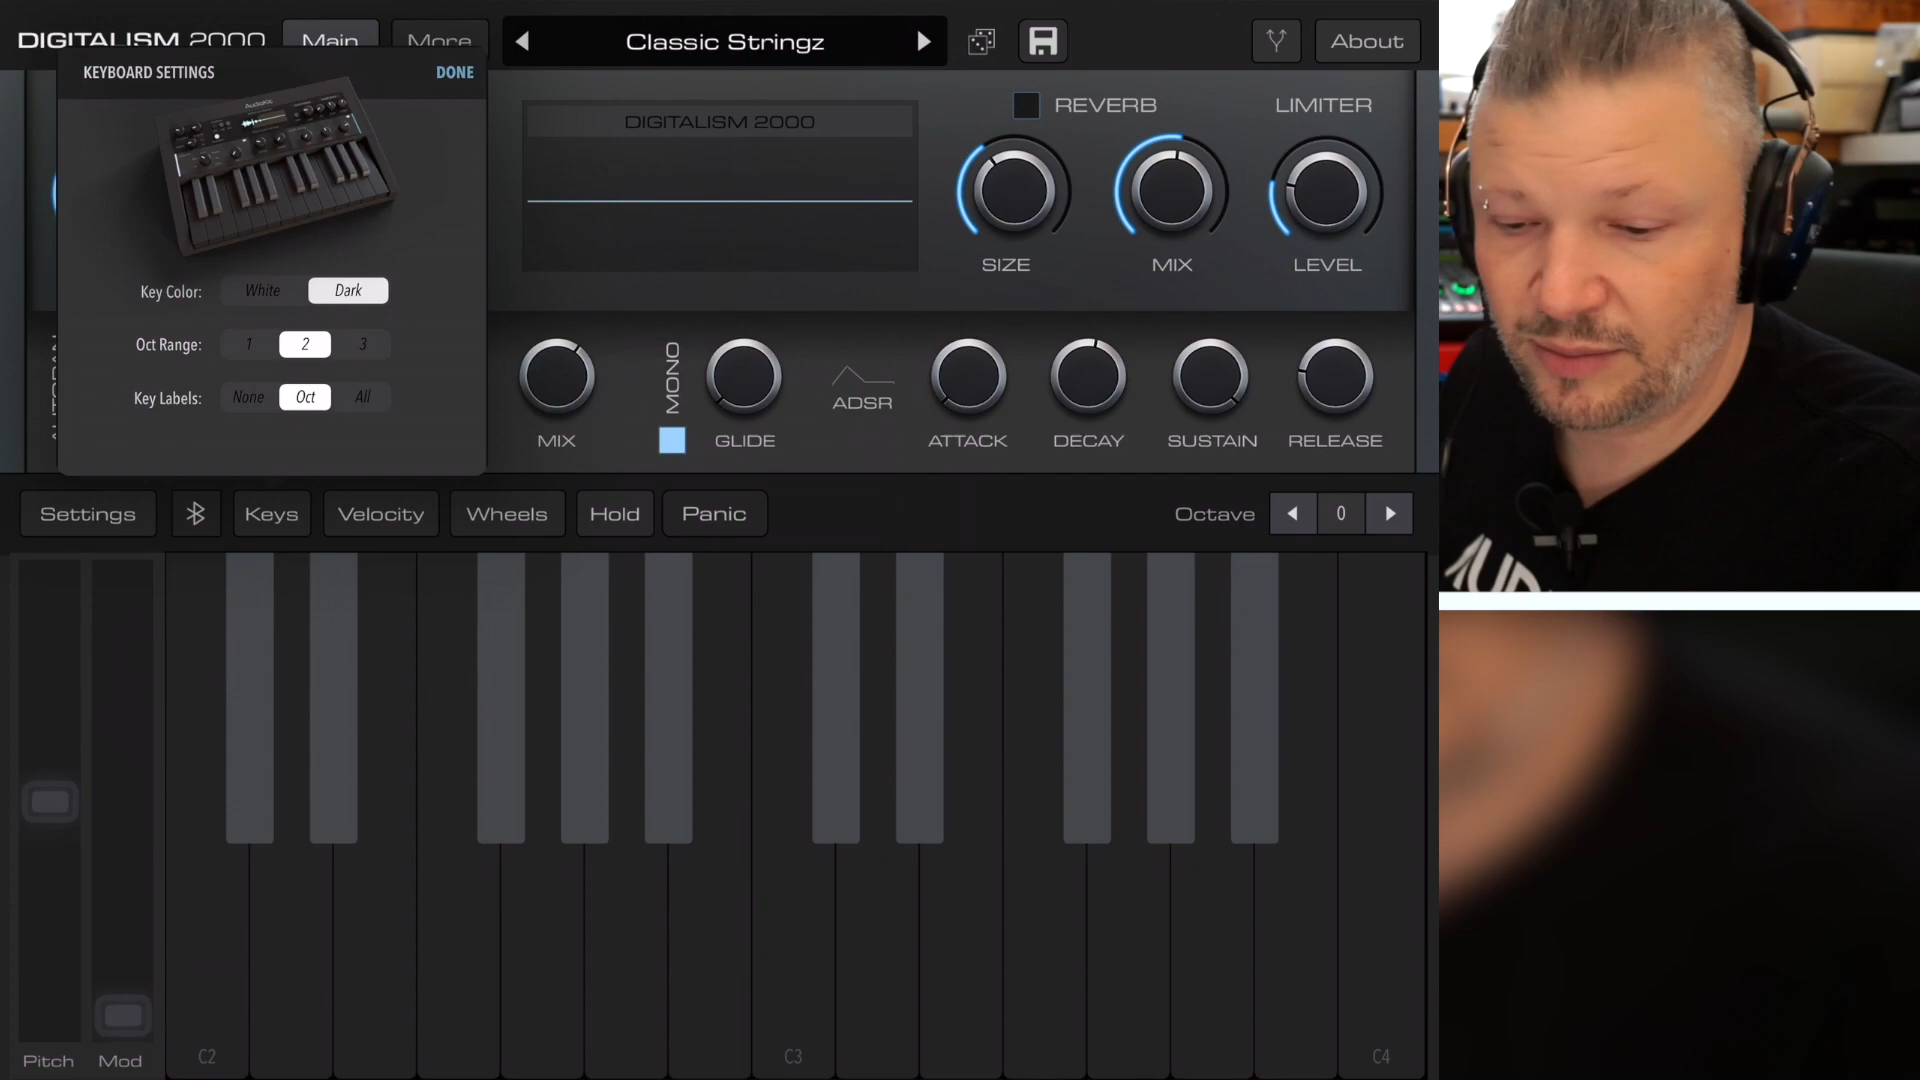 DIGITALISM 2000
Main
More
Classic Stringz
About
KEYBOARD SETTINGS
DONE
AudioKit
Key Color:
White
Dark
Oct Range:
1
2
3
Key Labels:
None
Oct
All
DIGITALISM 2000
REVERB
LIMITER
SIZE
MIX
LEVEL
MIX
MONO
GLIDE
ADSR
ATTACK
DECAY
SUSTAIN
RELEASE
Settings
Keys
Velocity
Wheels
Hold
Panic
Octave
0
Pitch
Mod
C2
C3
C4